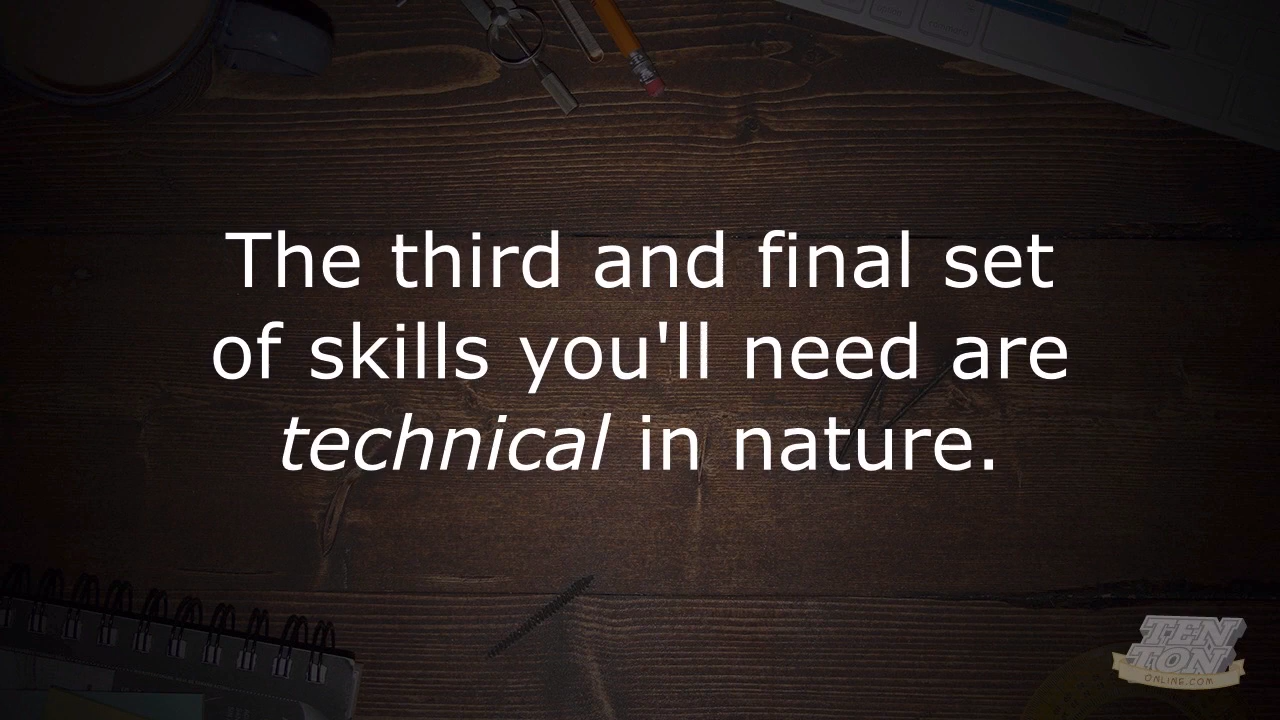 The third and final set
of skills you'll need are
technical in nature.
TEN
TON
ONLINE.COM